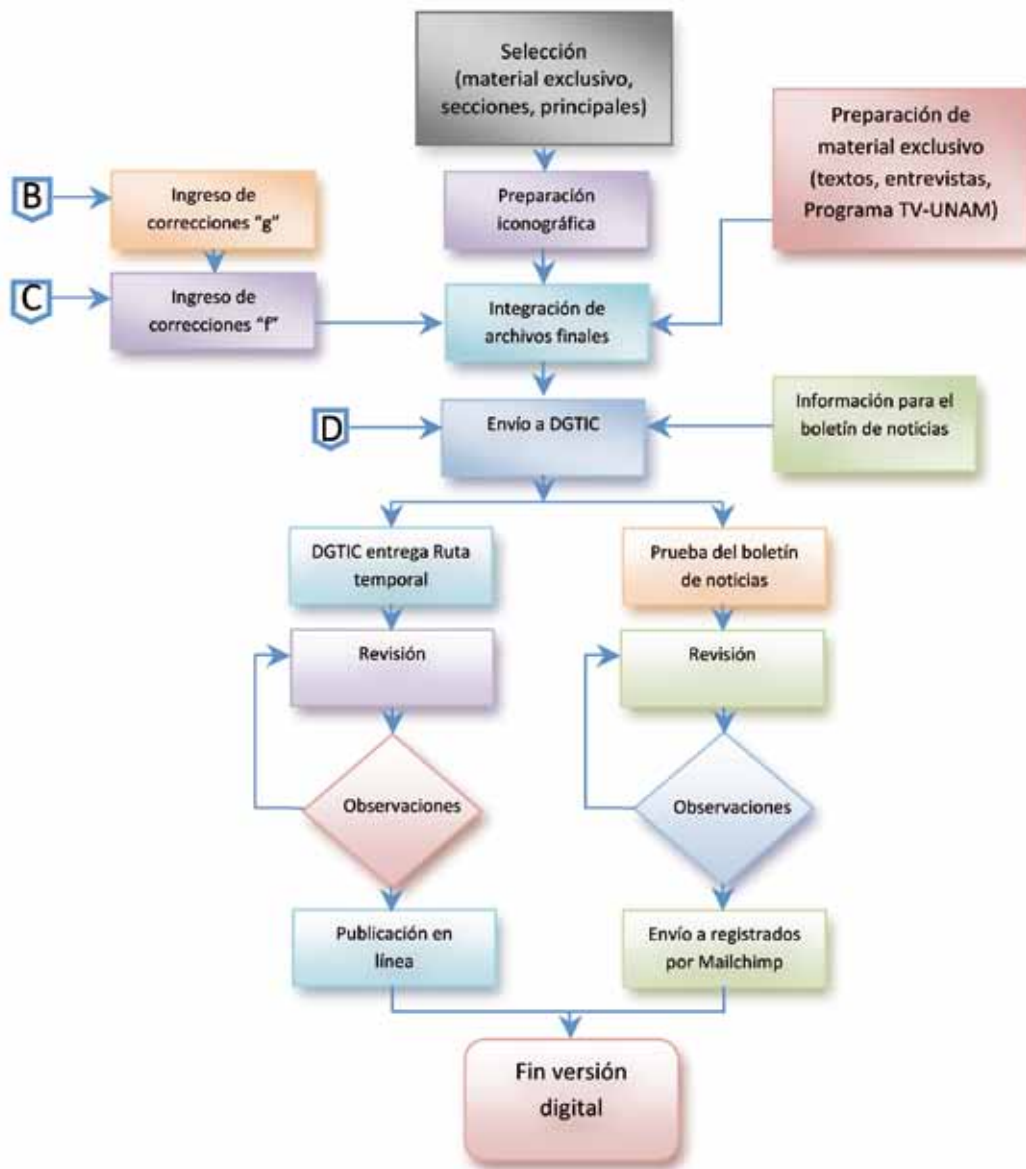 Selección
(material exclusivo,
secciones, principales)
Preparación de
material exclusivo
(textos, entrevistas,
Programa TV-UNAM)
B
Ingreso de
correcciones "g"
Preparación
iconográfica
C
Ingreso de
correcciones "f"
Integración de
archivos finales
D
Envío a DGTIC
Información para el
boletín de noticias
DGTIC entrega Ruta
temporal
Prueba del boletín
de noticias
Revisión
Revisión
Observaciones
Observaciones
Publicación en
línea
Envío a registrados
por Mailchimp
Fin versión
digital